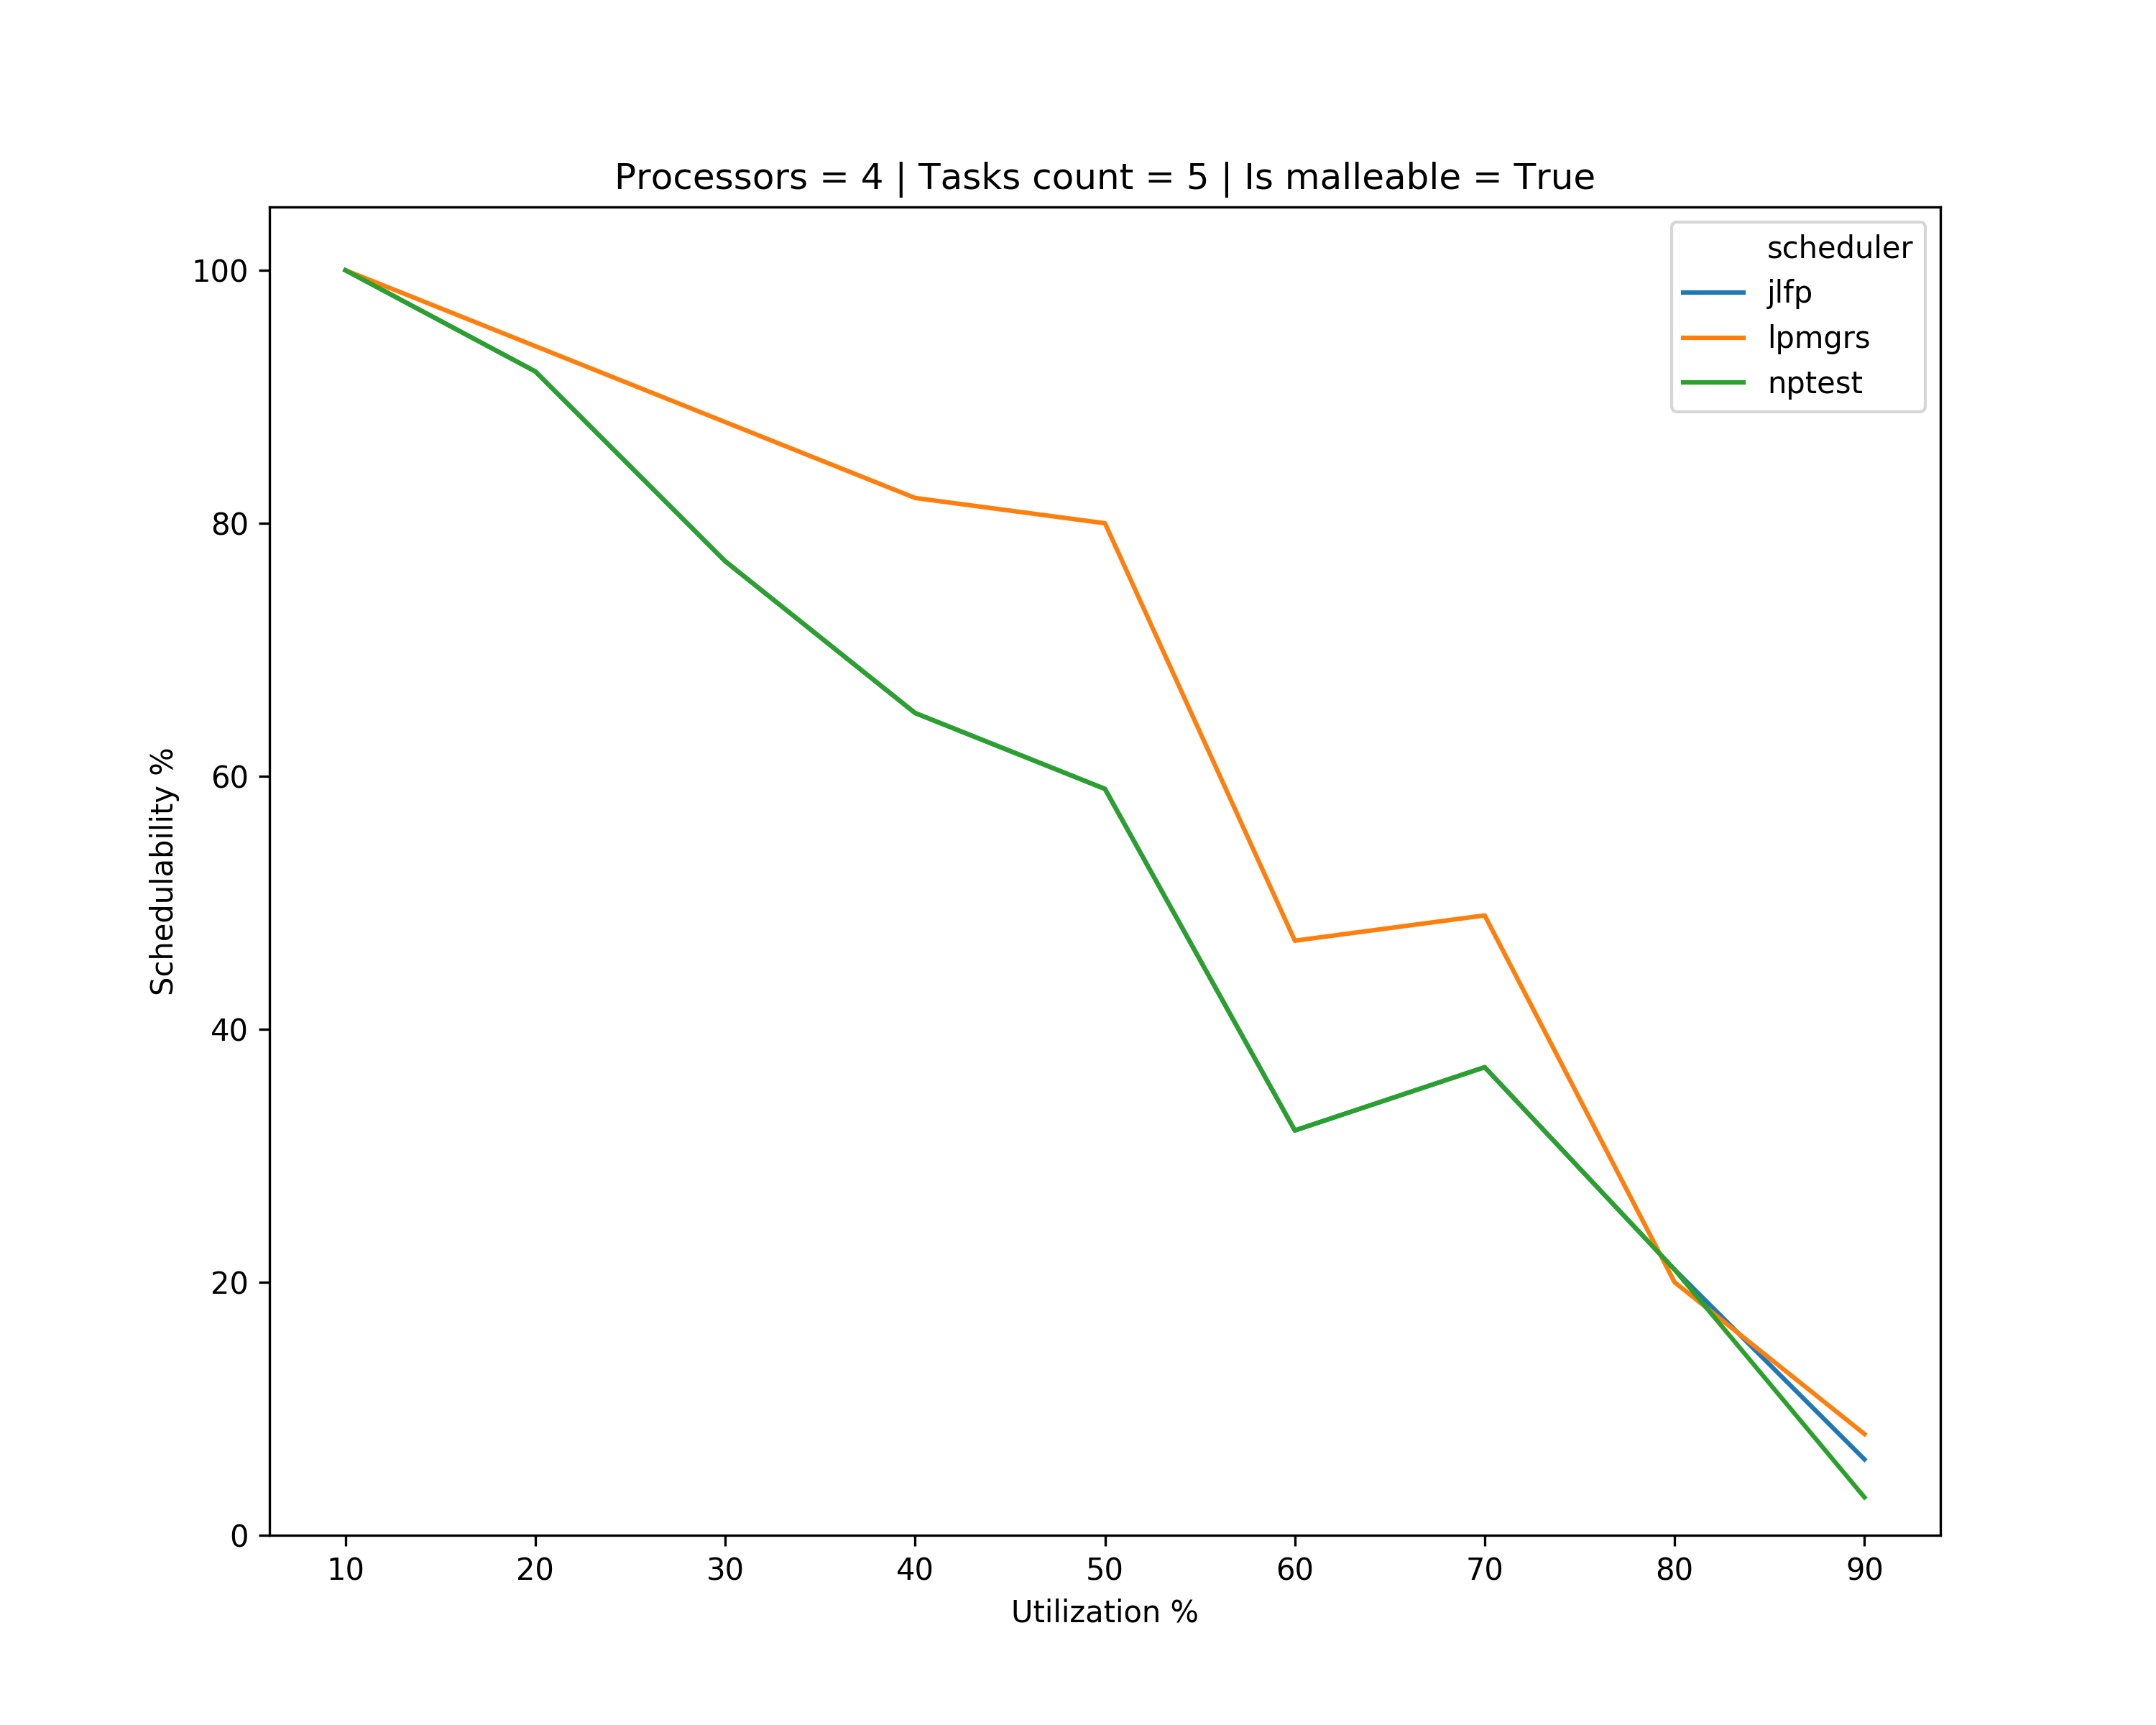 Processors = 4 | Tasks count = 5 | Is malleable = True
scheduler
jlfp
lpmgrs
nptest
Schedulability %
100
80
60
40
20
0
10 20 30 40 50 60 70 80 90
Utilization %